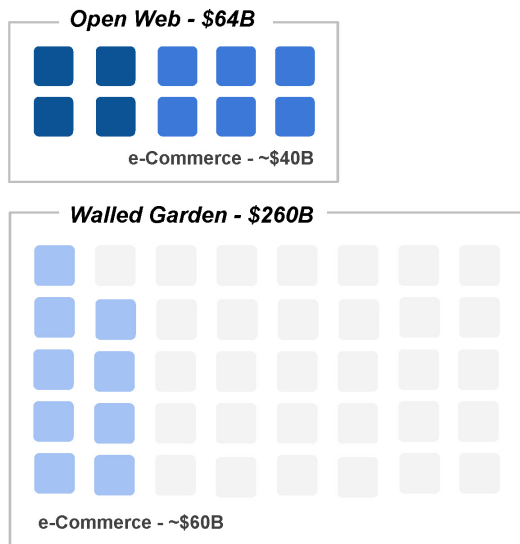 Open Web - $64B
e-Commerce - ~$40B
Walled Garden - $260B
e-Commerce - ~$60B